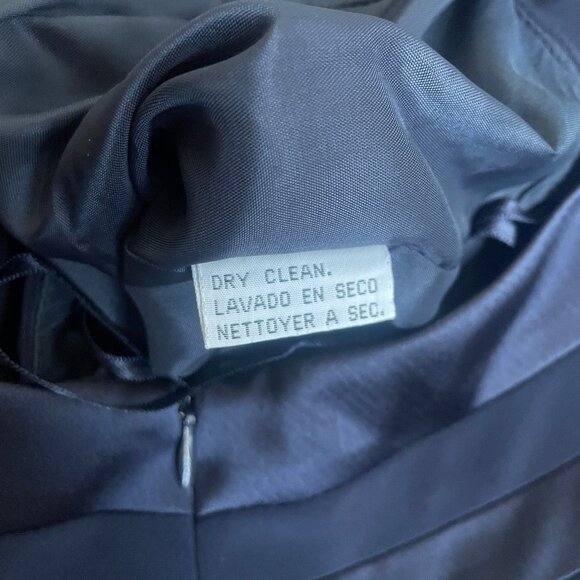 DRY CLEAN.
LAVADO EN SECO
NETTOYER A SEC.